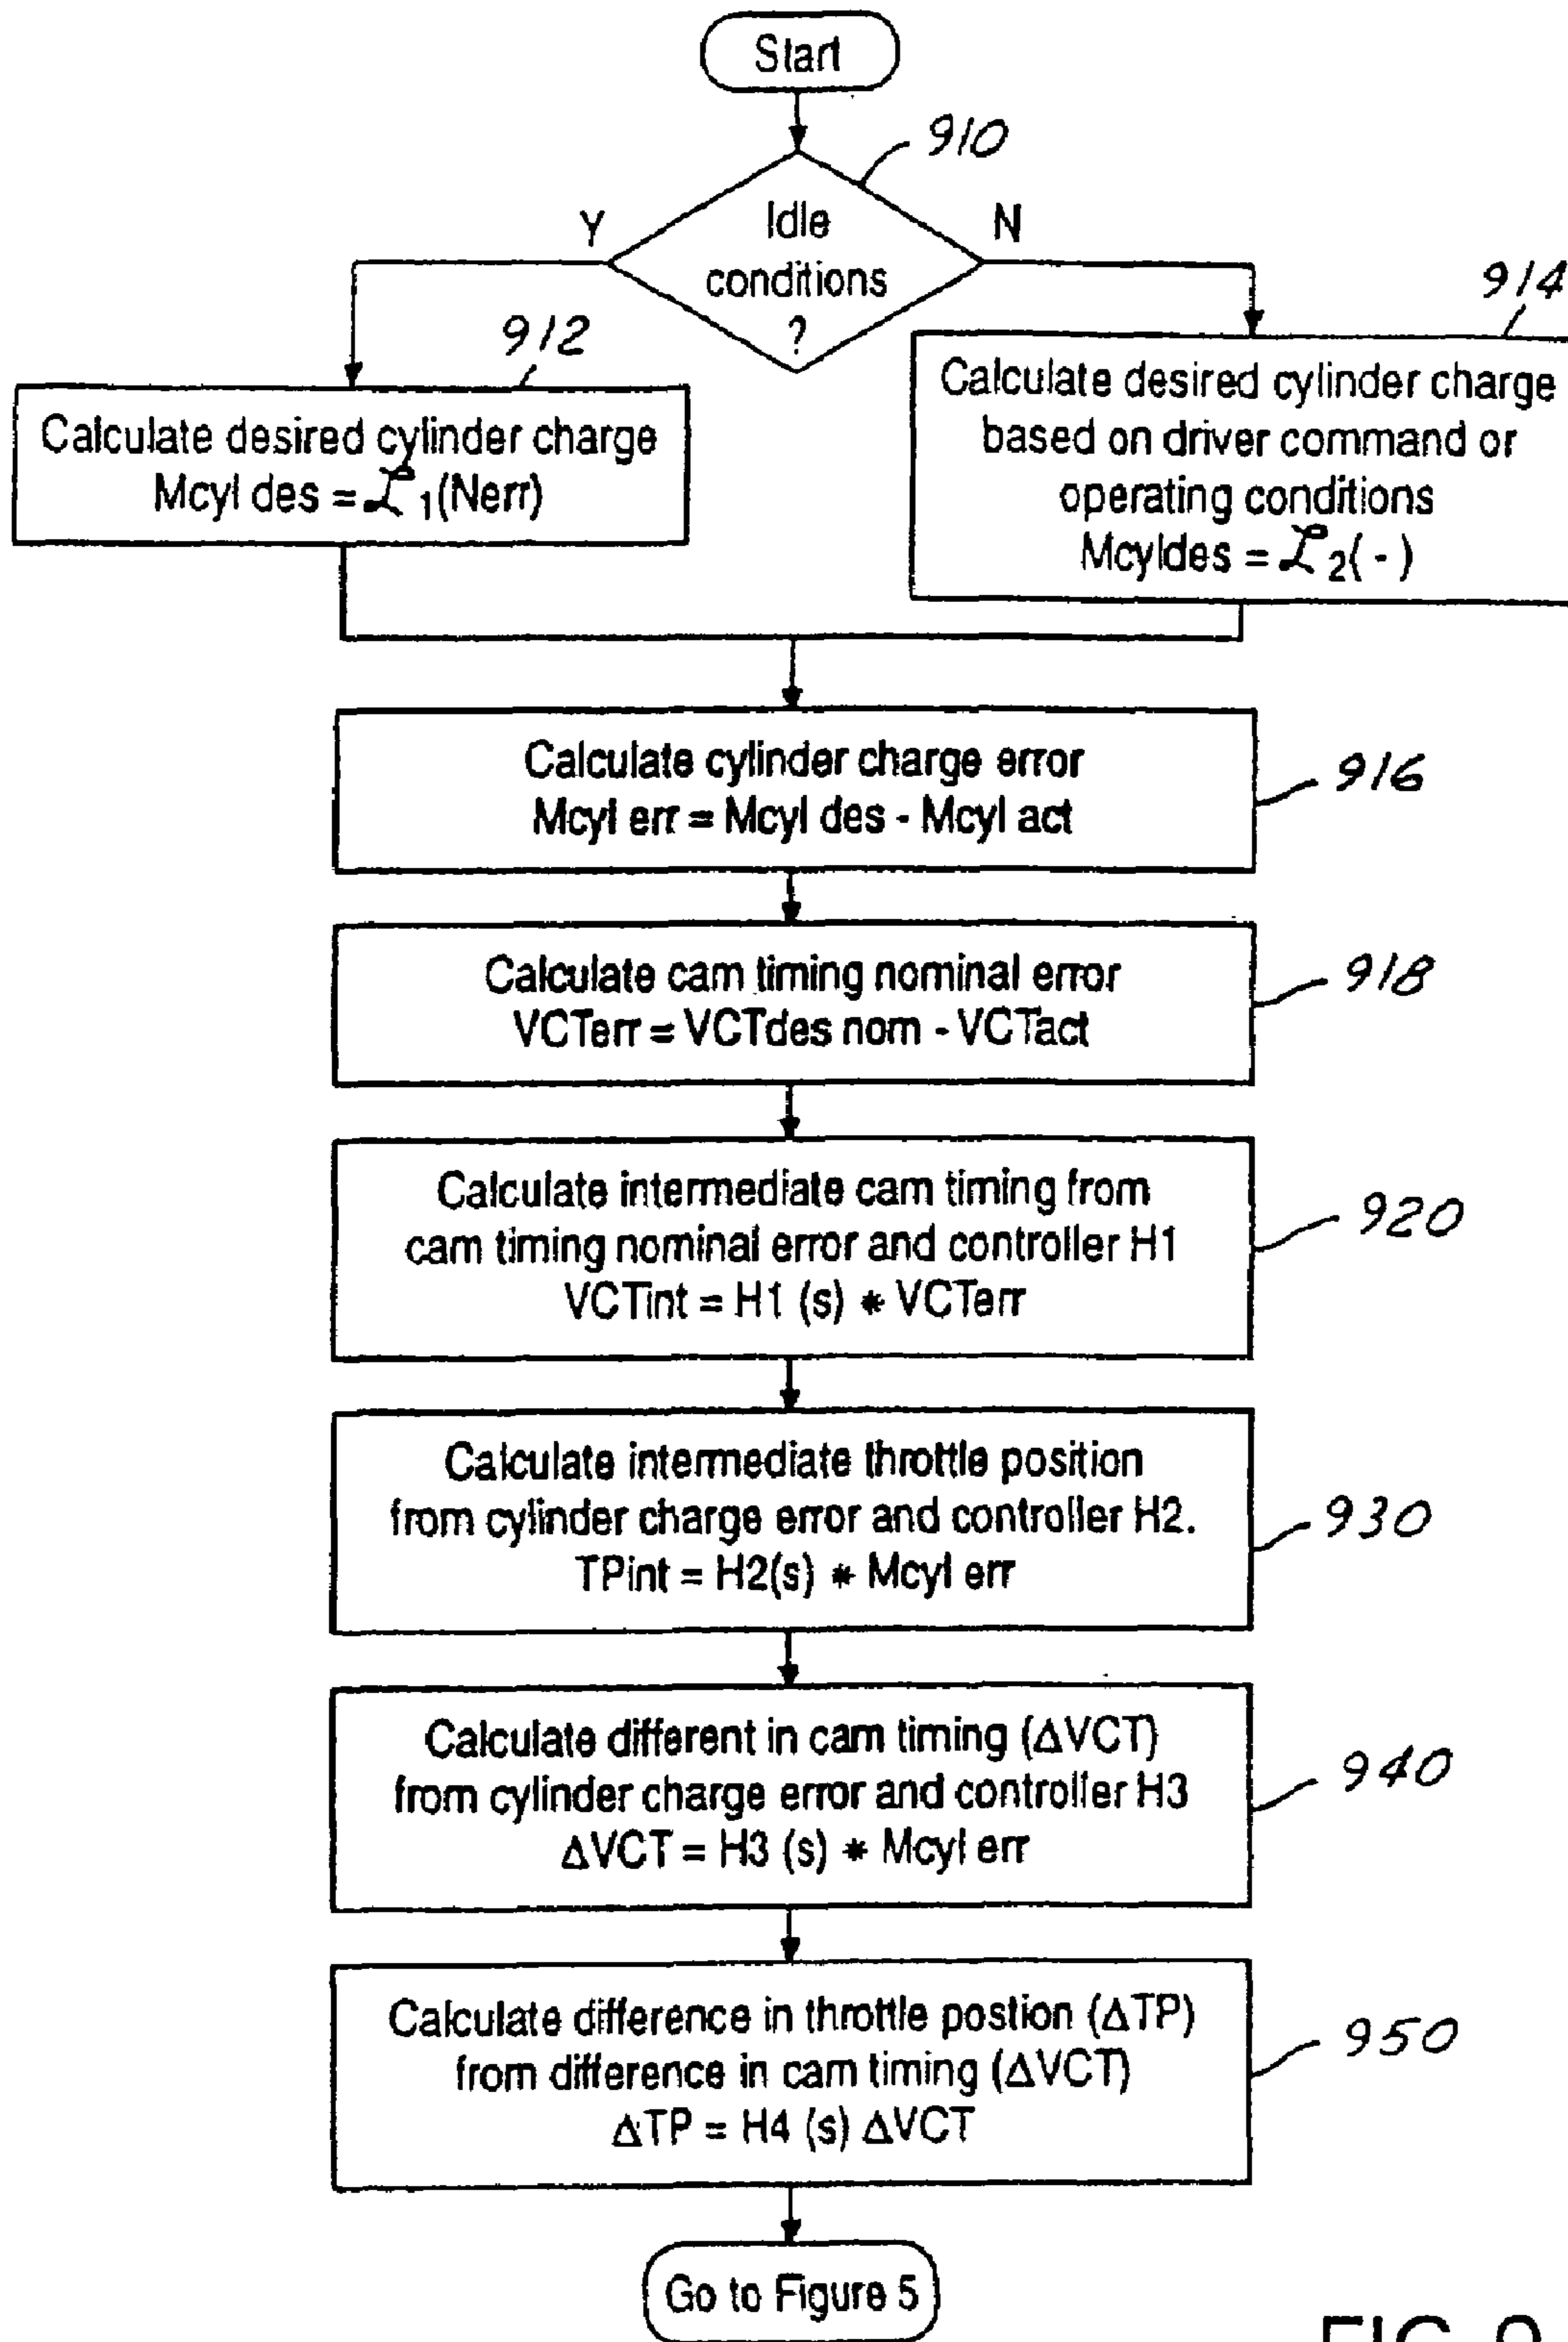 Start
910
Idle
conditions
?
Y
N
912
914
Calculate desired cylinder charge
Mcyl des = ℒ1(Nerr)
Calculate desired cylinder charge
based on driver command or
operating conditions
Mcyldes = ℒ2( - )
Calculate cylinder charge error
Mcyl err = Mcyl des - Mcyl act
916
Calculate cam timing nominal error
VCTerr = VCTdes nom - VCTact
918
Calculate intermediate cam timing from
cam timing nominal error and controller H1
VCTint = H1 (s) * VCTerr
920
Calculate intermediate throttle position
from cylinder charge error and controller H2.
TPint = H2(s) * Mcyl err
930
Calculate different in cam timing (ΔVCT)
from cylinder charge error and controller H3
ΔVCT = H3 (s) * Mcyl err
940
Calculate difference in throttle postion (ΔTP)
from difference in cam timing (ΔVCT)
ΔTP = H4 (s) ΔVCT
950
Go to Figure 5